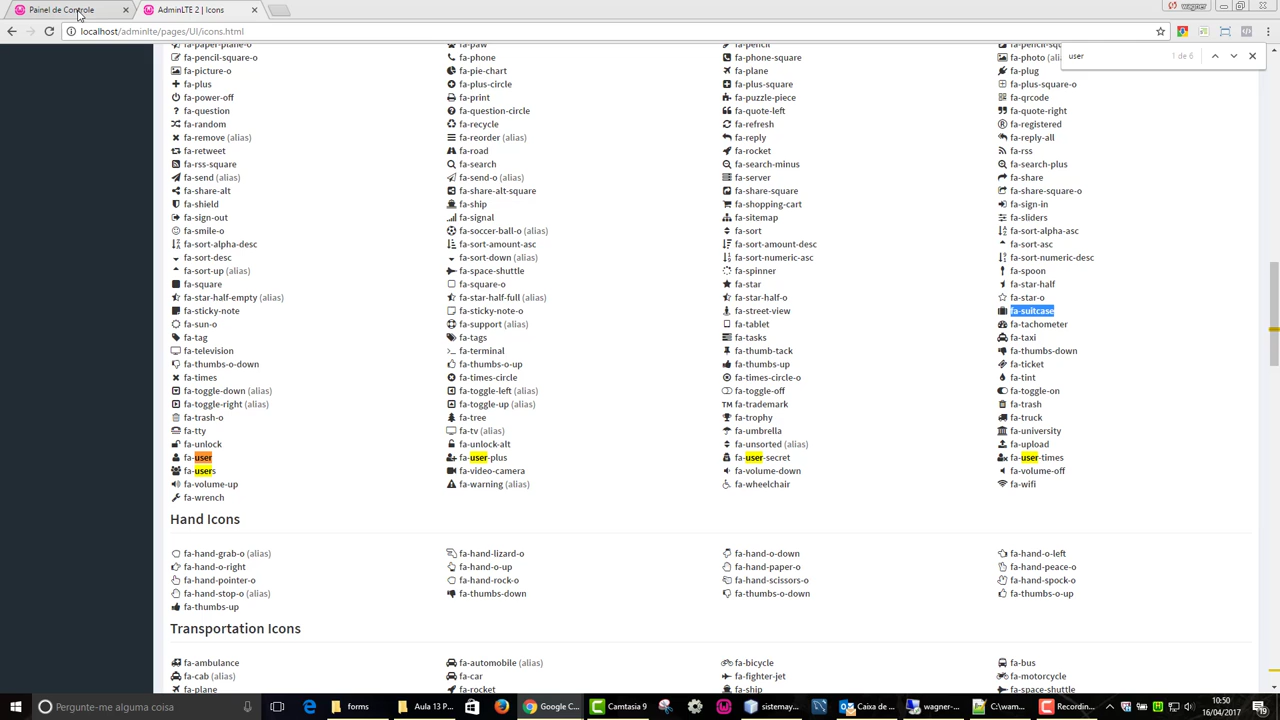 Painel de Controle
AdminLTE 2 | Icons
wagner
localhost/adminlte/pages/UI/icons.html
user 1 de 6
fa-paper-plane-o fa-paw fa-pencil
fa-pencil-square-o fa-phone fa-phone-square fa-photo
fa-picture-o fa-pie-chart fa-plane fa-plug
fa-plus fa-plus-circle fa-plus-square fa-plus-square-o
fa-power-off fa-print fa-puzzle-piece fa-qrcode
fa-question fa-question-circle fa-quote-left fa-quote-right
fa-random fa-recycle fa-refresh fa-registered
fa-remove (alias) fa-reorder (alias) fa-reply fa-reply-all
fa-retweet fa-road fa-rocket fa-rss
fa-rss-square fa-search fa-search-minus fa-search-plus
fa-send (alias) fa-send-o (alias) fa-server fa-share
fa-share-alt fa-share-alt-square fa-share-square fa-share-square-o
fa-shield fa-ship fa-shopping-cart fa-sign-in
fa-sign-out fa-signal fa-sitemap fa-sliders
fa-smile-o fa-soccer-ball-o (alias) fa-sort fa-sort-alpha-asc
fa-sort-alpha-desc fa-sort-amount-asc fa-sort-amount-desc fa-sort-asc
fa-sort-desc fa-sort-down (alias) fa-sort-numeric-asc fa-sort-numeric-desc
fa-sort-up (alias) fa-space-shuttle fa-spinner fa-spoon
fa-square fa-square-o fa-star fa-star-half
fa-star-half-empty (alias) fa-star-half-full (alias) fa-star-half-o fa-star-o
fa-sticky-note fa-sticky-note-o fa-street-view fa-suitcase
fa-sun-o fa-support (alias) fa-tablet fa-tachometer
fa-tag fa-tags fa-tasks fa-taxi
fa-television fa-terminal fa-thumb-tack fa-thumbs-down
fa-thumbs-o-down fa-thumbs-o-up fa-thumbs-up fa-ticket
fa-times fa-times-circle fa-times-circle-o fa-tint
fa-toggle-down (alias) fa-toggle-left (alias) fa-toggle-off fa-toggle-on
fa-toggle-right (alias) fa-toggle-up (alias) fa-trademark fa-trash
fa-trash-o fa-tree fa-trophy fa-truck
fa-tty fa-tv (alias) fa-umbrella fa-university
fa-unlock fa-unlock-alt fa-unsorted (alias) fa-upload
fa-user fa-user-plus fa-user-secret fa-user-times
fa-users fa-video-camera fa-volume-down fa-volume-off
fa-volume-up fa-warning (alias) fa-wheelchair fa-wifi
fa-wrench
Hand Icons
fa-hand-grab-o (alias) fa-hand-lizard-o fa-hand-o-down fa-hand-o-left
fa-hand-o-right fa-hand-o-up fa-hand-paper-o fa-hand-peace-o
fa-hand-pointer-o fa-hand-rock-o fa-hand-scissors-o fa-hand-spock-o
fa-hand-stop-o (alias) fa-thumbs-down fa-thumbs-o-down fa-thumbs-o-up
fa-thumbs-up
Transportation Icons
fa-ambulance fa-automobile (alias) fa-bicycle fa-bus
fa-cab (alias) fa-car fa-fighter-jet fa-motorcycle
fa-plane fa-rocket fa-ship fa-space-shuttle
Pergunte-me alguma coisa
forms
Aula 13 P...
Google C...
Camtasia 9
sistemay...
Caixa de ...
wagner-...
C:\wam...
Recordin...
10:50
16/04/2017